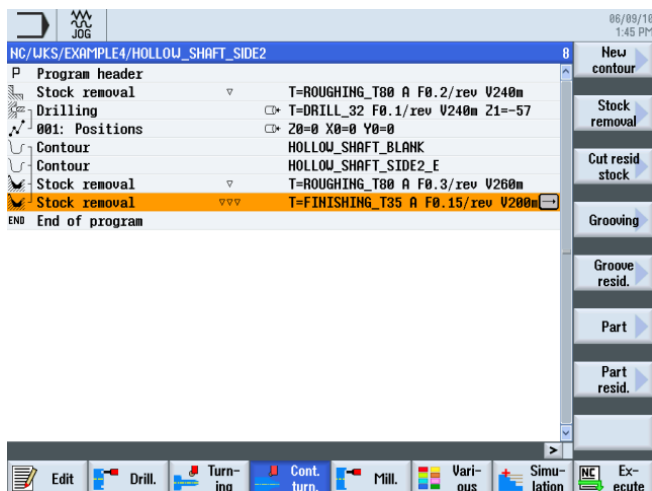 JOG
06/09/10
1:45 PM
NC/WKS/EXAMPLE4/HOLLOW_SHAFT_SIDE2 8
P Program header
Stock removal ▽ T=ROUGHING_T80 A F0.2/rev V240m
Drilling T=DRILL_32 F0.1/rev V240m Z1=-57
001: Positions Z0=0 X0=0 Y0=0
Contour HOLLOW_SHAFT_BLANK
Contour HOLLOW_SHAFT_SIDE2_E
Stock removal ▽ T=ROUGHING_T80 A F0.3/rev V260m
Stock removal ▽▽▽ T=FINISHING_T35 A F0.15/rev V200m
END End of program
New
contour
Stock
removal
Cut resid
stock
Grooving
Groove
resid.
Part
Part
resid.
>
Edit
Drill.
Turn-
ing
Cont.
turn.
Mill.
Vari-
ous
Simu-
lation
NC
Ex-
ecute